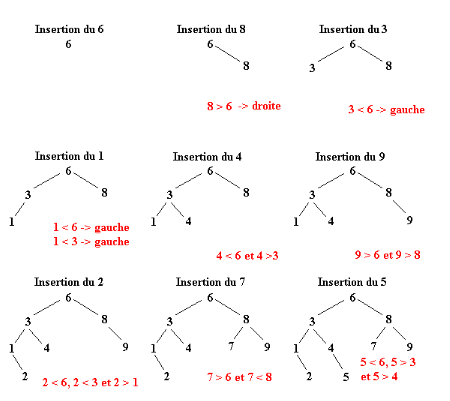 Insertion du 6
6
Insertion du 8
6
8
8 > 6 -> droite
Insertion du 3
6
3 8
3 < 6 -> gauche
Insertion du 1
6
3 8
1
1 < 6 -> gauche
1 < 3 -> gauche
Insertion du 4
6
3 8
1 4
4 < 6 et 4 >3
Insertion du 9
6
3 8
1 4 9
9 > 6 et 9 > 8
Insertion du 2
6
3 8
1 4 9
2
2 < 6, 2 < 3 et 2 > 1
Insertion du 7
6
3 8
1 4 7 9
2
7 > 6 et 7 < 8
Insertion du 5
6
3 8
1 4 7 9
2 5
5 < 6, 5 > 3
et 5 > 4